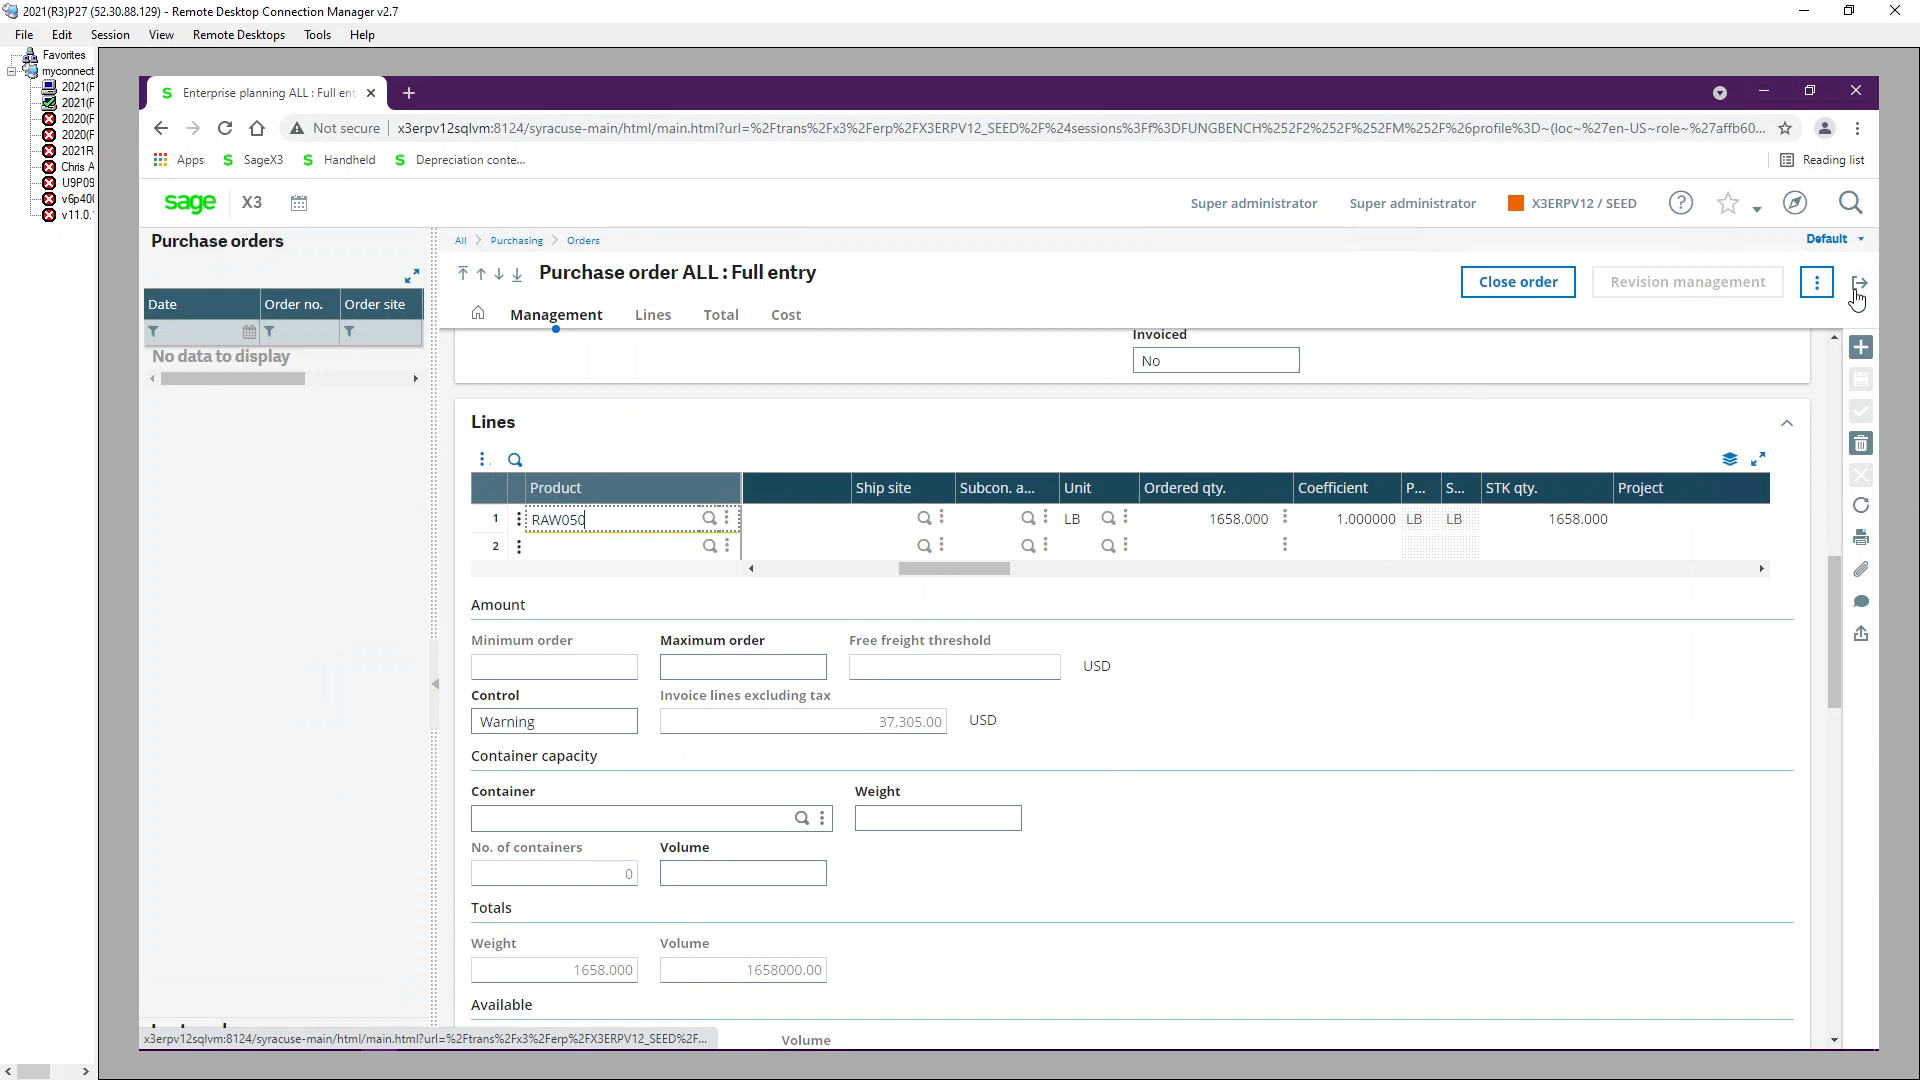 2021(R3)P27 (52.30.88.129) - Remote Desktop Connection Manager v2.7
File Edit Session View Remote Desktops Tools Help
Favorites
myconnect
2021(F
2021(F
2020(F
2020(F
2021R
Chris A
U9P09
v6p40(
v11.0.
Enterprise planning ALL : Full ent
Not secure x3erpv12sqlvm:8124/syracuse-main/html/main.html?url=%2Ftrans%2Fx3%2Ferp%2FX3ERPV12_SEED%2F%24sessions%3Ff%3DFUNGBENCH%252F2%252F%252FM%252F%26profile%3D~(loc~%27en-US~role~%27affb60...
Apps SageX3 Handheld Depreciation conte... Reading list
sage X3 Super administrator Super administrator X3ERPV12 / SEED
Purchase orders
All Purchasing Orders Default
Purchase order ALL : Full entry
Close order Revision management
Management Lines Total Cost
Date Order no. Order site
No data to display
Invoiced
No
Lines
Product Ship site Subcon. a... Unit Ordered qty. Coefficient P... S... STK qty. Project
1 RAW050 LB 1658.000 1.000000 LB LB 1658.000
2
Amount
Minimum order Maximum order Free freight threshold
USD
Control Invoice lines excluding tax
Warning 37,305.00 USD
Container capacity
Container Weight
No. of containers Volume
0
Totals
Weight Volume
1658.000 1658000.00
Available
Volume
x3erpv12sqlvm:8124/syracuse-main/html/main.html?url=%2Ftrans%2Fx3%2Ferp%2FX3ERPV12_SEED%2F...